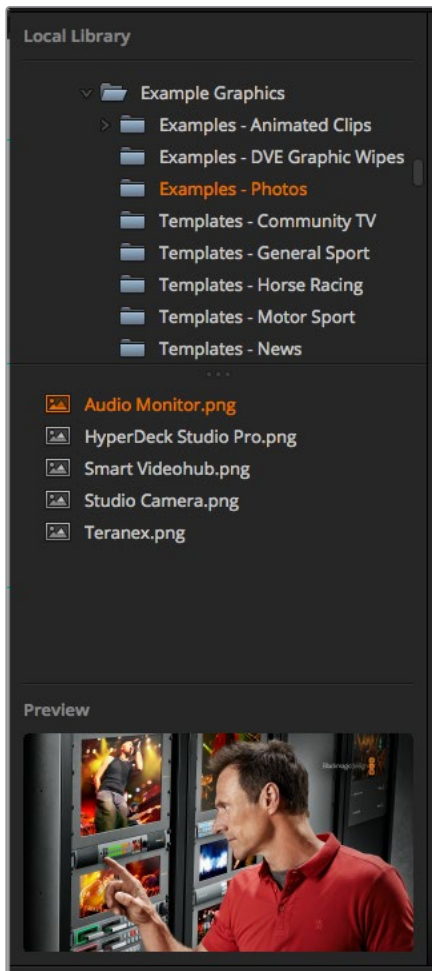 Local Library
Example Graphics
Examples - Animated Clips
Examples - DVE Graphic Wipes
Examples - Photos
Templates - Community TV
Templates - General Sport
Templates - Horse Racing
Templates - Motor Sport
Templates - News
Audio Monitor.png
HyperDeck Studio Pro.png
Smart Videohub.png
Studio Camera.png
Teranex.png
Preview
Blackmagicdesign